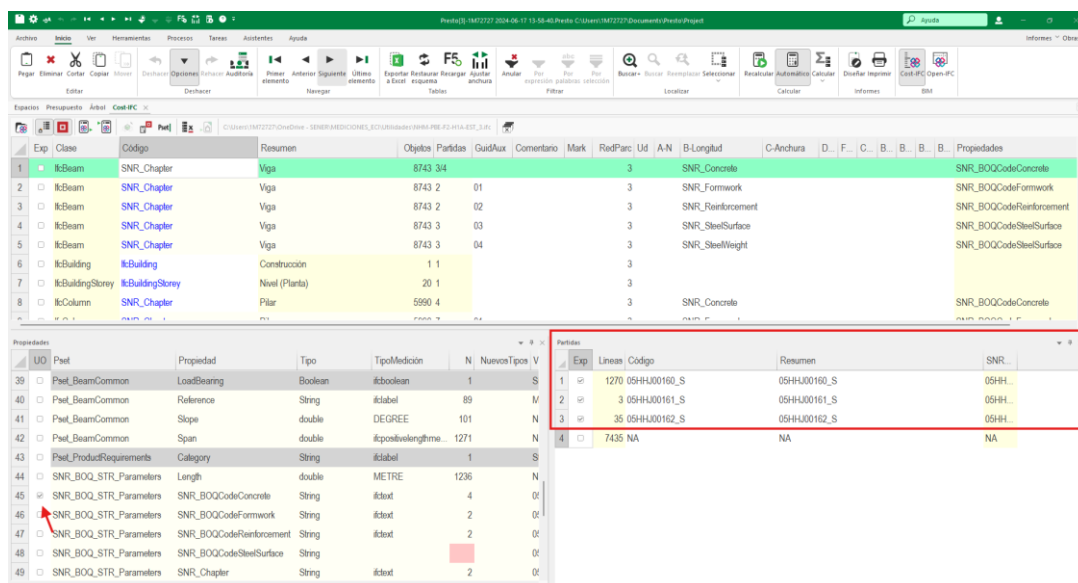 Presto[3]-1M72727 2024-06-17 13-58-40.Presto C:\Users\1M72727\Documents\Presto\Project
Ayuda
Archivo Inicio Ver Herramientas Procesos Tareas Asistentes Ayuda Informes Obras
Pegar Eliminar Cortar Copiar Mover Deshacer Opciones Rehacer Auditoría Primer elemento Anterior Siguiente Último elemento Exportar a Excel Restaurar esquema Recargar Ajustar anchura Anular Por expresión Por palabras Por selección Buscar+ Buscar Reemplazar Seleccionar Recalcular Automático Calcular Diseñar Imprimir Cost-IFC Open-IFC
Editar Deshacer Navegar Tablas Filtrar Localizar Calcular Informes BIM
Espacios Presupuesto Árbol Cost-IFC
Pset
Exp Clase Código Resumen Objetos Partidas GuidAux Comentario Mark RedParc Ud A-N B-Longitud C-Anchura D... F... C... B... B... B... B... Propiedades
1 IfcBeam SNR_Chapter Viga 8743 3/4 3 SNR_Concrete SNR_BOQCodeConcrete
2 IfcBeam SNR_Chapter Viga 8743 2 01 3 SNR_Formwork SNR_BOQCodeFormwork
3 IfcBeam SNR_Chapter Viga 8743 2 02 3 SNR_Reinforcement SNR_BOQCodeReinforcement
4 IfcBeam SNR_Chapter Viga 8743 3 03 3 SNR_SteelSurface SNR_BOQCodeSteelSurface
5 IfcBeam SNR_Chapter Viga 8743 3 04 3 SNR_SteelWeight SNR_BOQCodeSteelSurface
6 IfcBuilding IfcBuilding Construcción 1 1 3
7 IfcBuildingStorey IfcBuildingStorey Nivel (Planta) 20 1 3
8 IfcColumn SNR_Chapter Pilar 5990 4 3 SNR_Concrete SNR_BOQCodeConcrete
Propiedades
UO Pset Propiedad Tipo TipoMedición N NuevosTipos V
39 Pset_BeamCommon LoadBearing Boolean ifcboolean 1 S
40 Pset_BeamCommon Reference String ifclabel 89 M
41 Pset_BeamCommon Slope double DEGREE 101 N
42 Pset_BeamCommon Span double ifcpositivelengthme... 1271 N
43 Pset_ProductRequirements Category String ifclabel 1 S
44 SNR_BOQ_STR_Parameters Length double METRE 1236 N
45 SNR_BOQ_STR_Parameters SNR_BOQCodeConcrete String ifctext 4 05
46 SNR_BOQ_STR_Parameters SNR_BOQCodeFormwork String ifctext 2 05
47 SNR_BOQ_STR_Parameters SNR_BOQCodeReinforcement String ifctext 2 05
48 SNR_BOQ_STR_Parameters SNR_BOQCodeSteelSurface String 05
49 SNR_BOQ_STR_Parameters SNR_Chapter String ifctext 2 05
Partidas
Exp Lineas Código Resumen SNR...
1 1270 05HHJ00160_S 05HHJ00160_S 05HH...
2 3 05HHJ00161_S 05HHJ00161_S 05HH...
3 35 05HHJ00162_S 05HHJ00162_S 05HH...
4 7435 NA NA NA